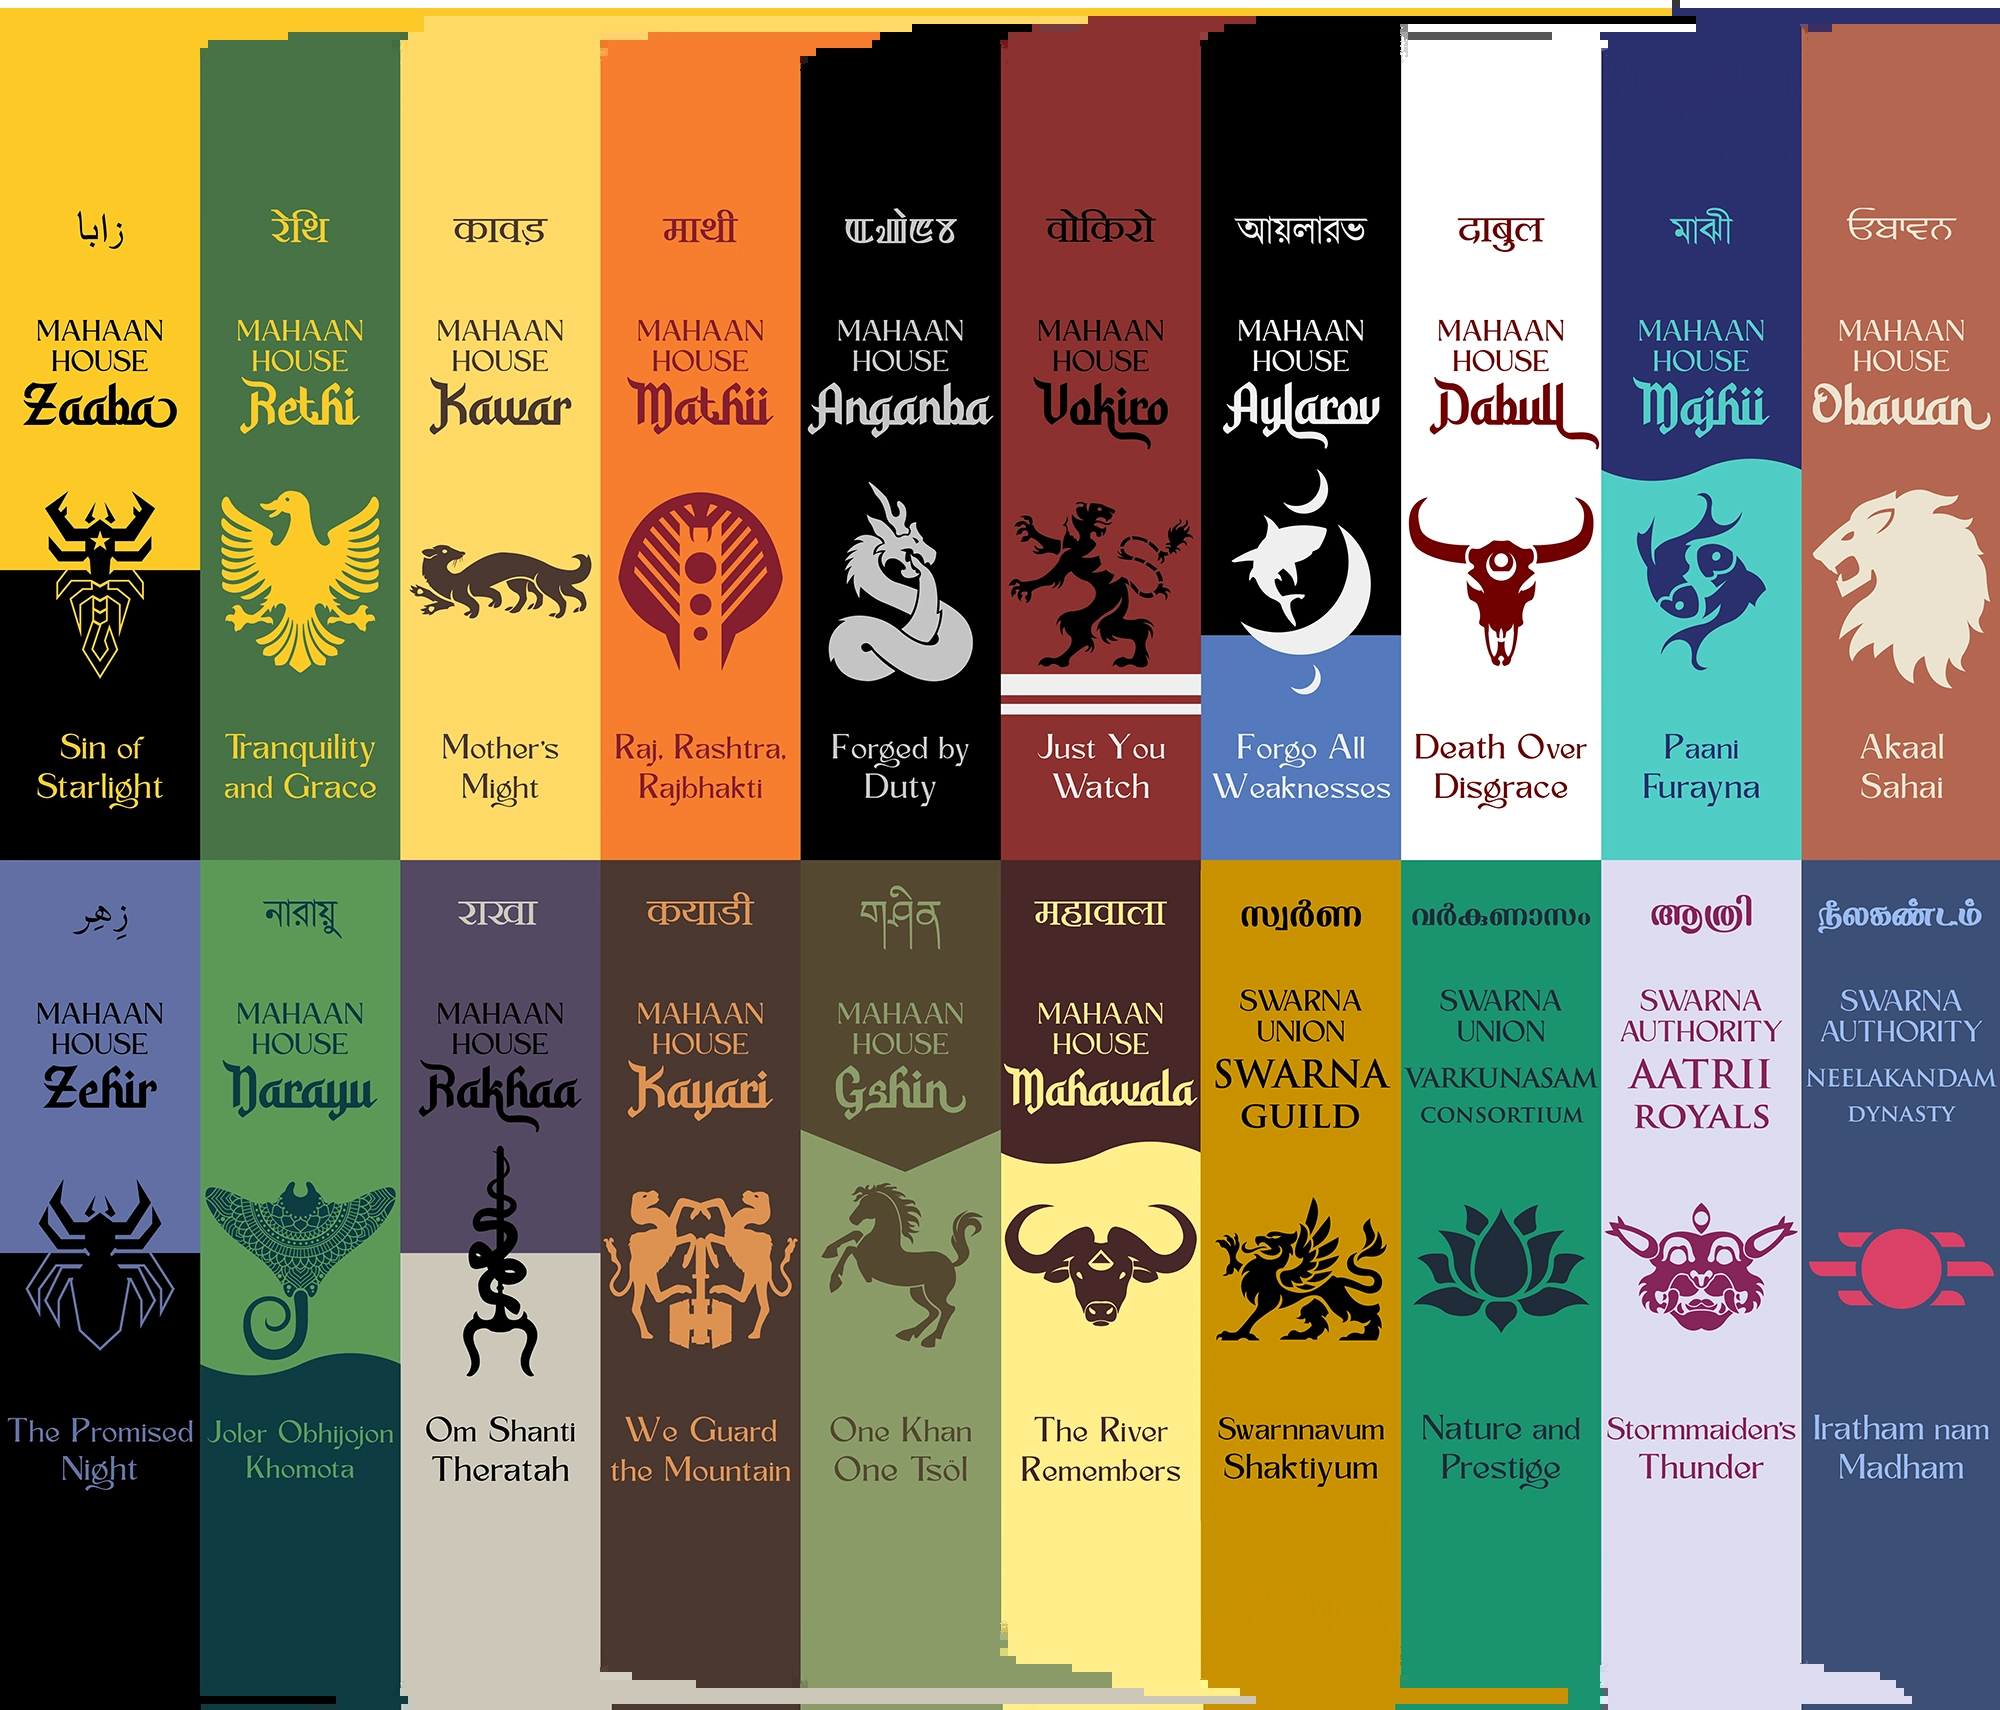 زابا
MAHAAN
HOUSE
Zaaba
Sin of
Starlight
रेथि
MAHAAN
HOUSE
Rethi
Tranquility
and Grace
कावड़
MAHAAN
HOUSE
Kawar
Mother's
Might
माथी
MAHAAN
HOUSE
Mathii
Raj, Rashtra,
Rajbhakti
MAHAAN
HOUSE
Anganba
Forged by
Duty
वोकिरो
MAHAAN
HOUSE
Vokiro
Just You
Watch
আয়লারভ
MAHAAN
HOUSE
Aylarov
Forgo All
Weaknesses
दाबुल
MAHAAN
HOUSE
Dabull
Death Over
Disgrace
মাঝী
MAHAAN
HOUSE
Majhii
Paani
Furayna
ਓਬਾਵਨ
MAHAAN
HOUSE
Obawan
Akaal
Sahai
زِهِر
MAHAAN
HOUSE
Zehir
The Promised
Night
নারায়ু
MAHAAN
HOUSE
Narayu
Joler Obhijojon
Khomota
राखा
MAHAAN
HOUSE
Rakhaa
Om Shanti
Theratah
कयाडी
MAHAAN
HOUSE
Kayari
We Guard
the Mountain
གཤིན
MAHAAN
HOUSE
Gshin
One Khan
One Tsöl
महावाला
MAHAAN
HOUSE
Mahawala
The River
Remembers
സ്വർണ
SWARNA
UNION
SWARNA
GUILD
Swarnnavum
Shaktiyum
വർകുണാസം
SWARNA
UNION
VARKUNASAM
CONSORTIUM
Nature and
Prestige
ആത്രി
SWARNA
AUTHORITY
AATRII
ROYALS
Stormmaiden's
Thunder
நீலகண்டம்
SWARNA
AUTHORITY
NEELAKANDAM
DYNASTY
Iratham nam
Madham